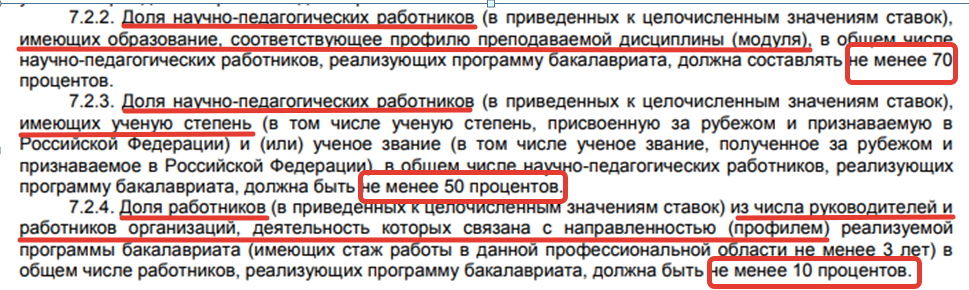 7.2.2. Доля научно-педагогических работников (в приведенных к целочисленным значениям ставок),
имеющих образование, соответствующее профилю преподаваемой дисциплины (модуля), в общем числе
научно-педагогических работников, реализующих программу бакалавриата, должна составлять не менее 70
процентов.
7.2.3. Доля научно-педагогических работников (в приведенных к целочисленным значениям ставок),
имеющих ученую степень (в том числе ученую степень, присвоенную за рубежом и признаваемую в
Российской Федерации) и (или) ученое звание (в том числе ученое звание, полученное за рубежом и
признаваемое в Российской Федерации), в общем числе научно-педагогических работников, реализующих
программу бакалавриата, должна быть не менее 50 процентов.
7.2.4. Доля работников (в приведенных к целочисленным значениям ставок) из числа руководителей и
работников организаций, деятельность которых связана с направленностью (профилем) реализуемой
программы бакалавриата (имеющих стаж работы в данной профессиональной области не менее 3 лет) в
общем числе работников, реализующих программу бакалавриата, должна быть не менее 10 процентов.